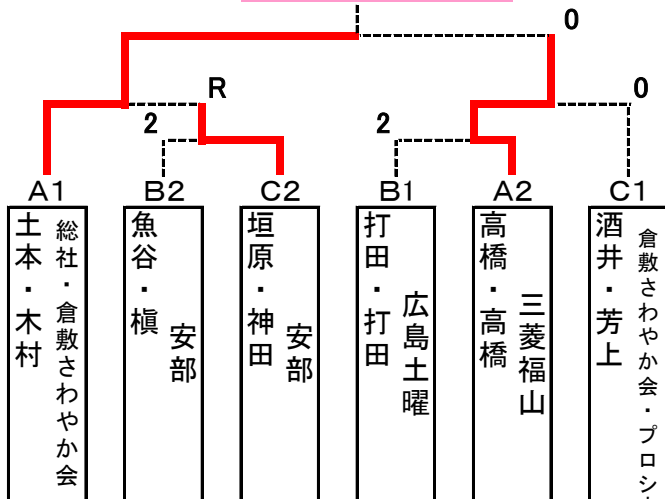 0
R
0
2
2
A1
B2
C2
B1
A2
C1
土本・木村
総社・倉敷さわやか会
魚谷・槇
安部
垣原・神田
安部
打田・打田
広島土曜
高橋・高橋
三菱福山
酒井・芳上
倉敷さわやか会・プロシ